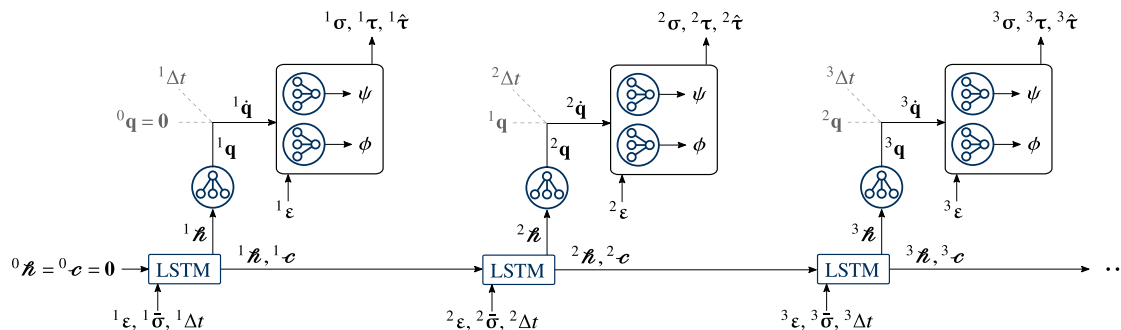 ¹σ, ¹τ, ¹τ̂
²σ, ²τ, ²τ̂
³σ, ³τ, ³τ̂
¹Δt
²Δt
³Δt
ψ
ψ
ψ
¹q̇
²q̇
³q̇
⁰q = 0
¹q
²q
¹q
²q
³q
ϕ
ϕ
ϕ
¹ε
²ε
³ε
¹𝒽
²𝒽
³𝒽
⁰𝒽 = ⁰𝒸 = 0
LSTM
¹𝒽, ¹𝒸
LSTM
²𝒽, ²𝒸
LSTM
³𝒽, ³𝒸
··
¹ε, ¹σ̄, ¹Δt
²ε, ²σ̄, ²Δt
³ε, ³σ̄, ³Δt